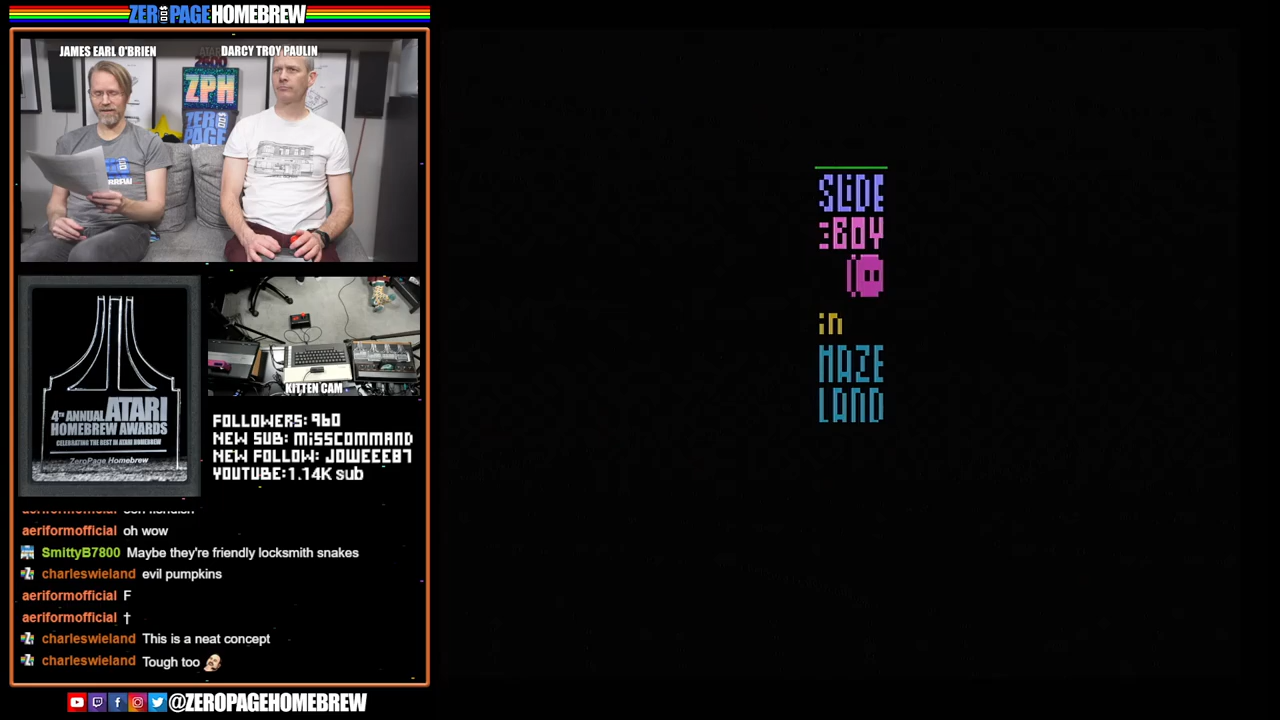 ZEROPAGE HOMEBREW
JAMES EARL O'BRIEN
DARCY TROY PAULIN
2600
ZPH
4TH ANNUAL ATARI
HOMEBREW AWARDS
CELEBRATING THE BEST IN ATARI HOMEBREW
ZeroPage Homebrew
KITTEN CAM
FOLLOWERS: 960
NEW SUB: MISSCOMMAND
NEW FOLLOW: JOWEEE87
YOUTUBE:1.14K sub
aeriformofficial oh wow
SmittyB7800 Maybe they're friendly locksmith snakes
charleswieland evil pumpkins
aeriformofficial F
aeriformofficial †
charleswieland This is a neat concept
charleswieland Tough too
@ZEROPAGEHOMEBREW
SLiDE
BOY
in
MAZE
LAND